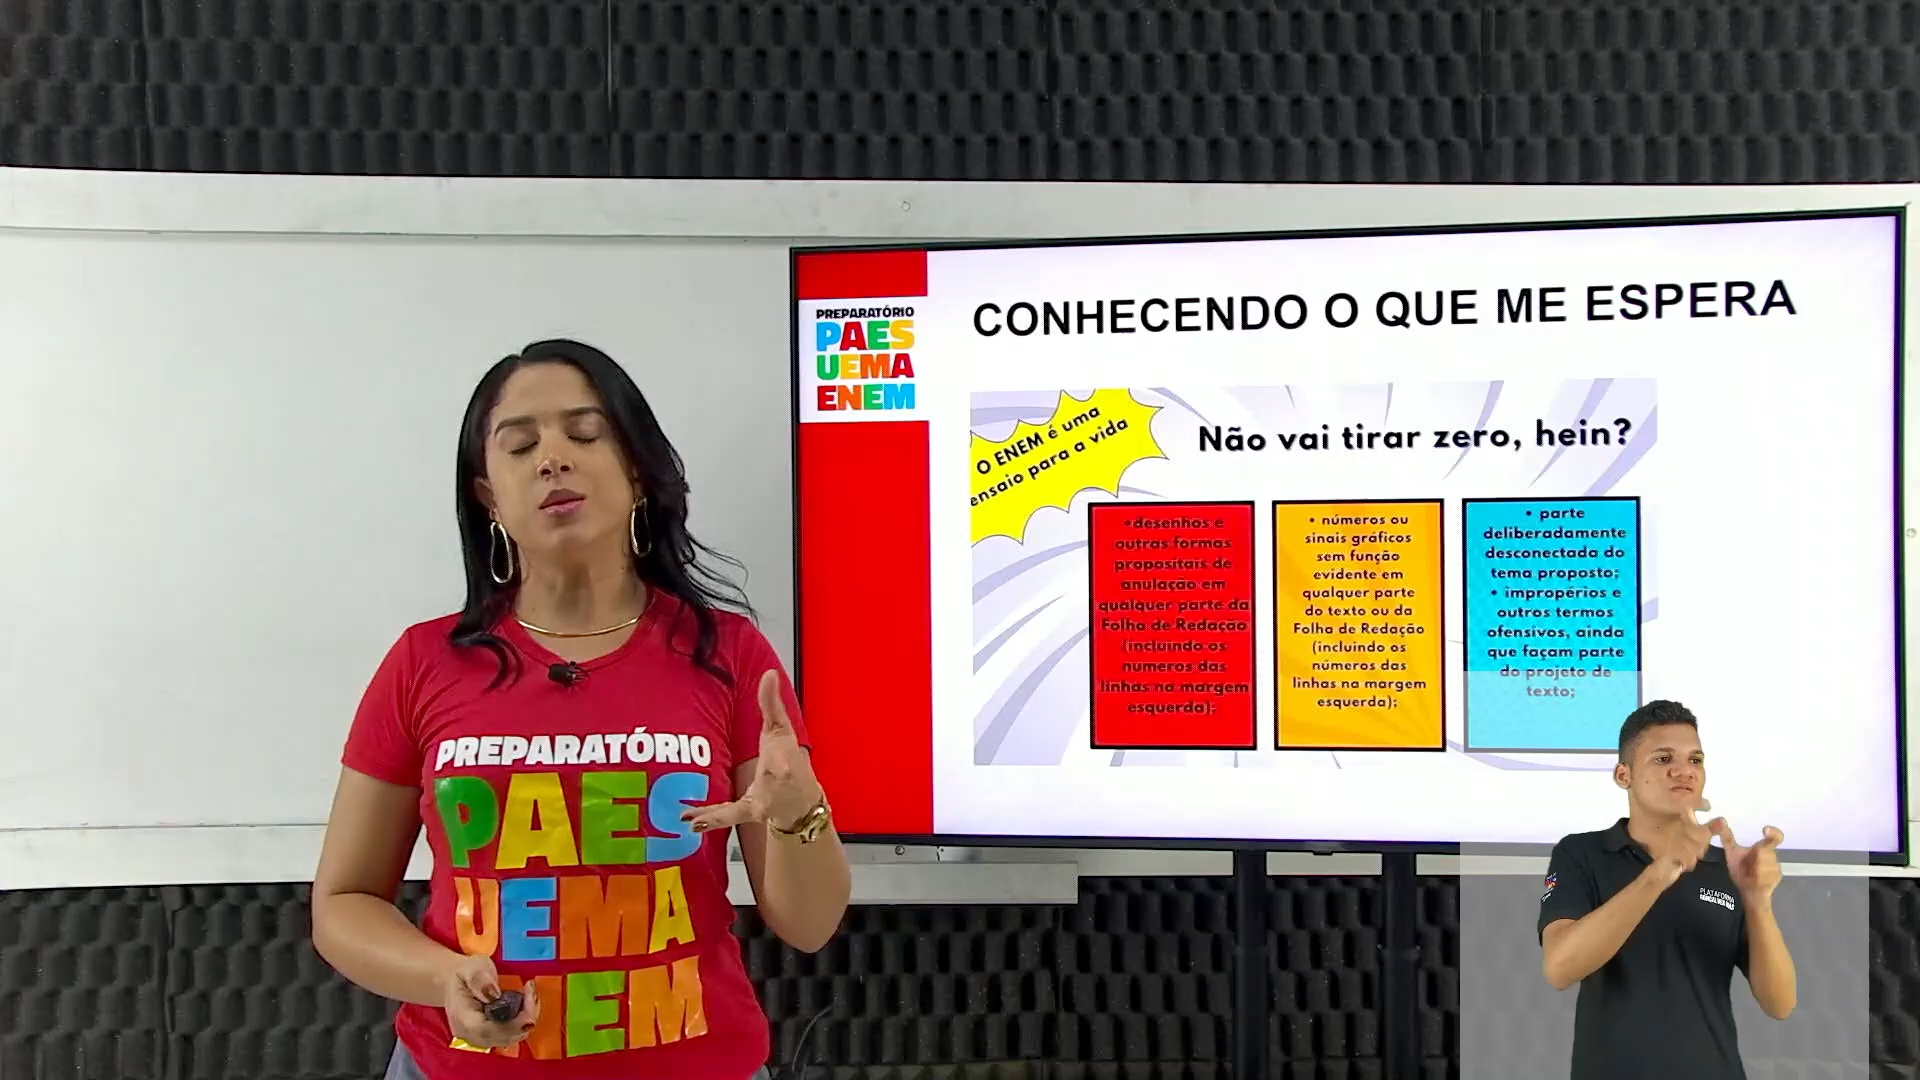 PREPARATÓRIO
PAES
UEMA
ENEM
CONHECENDO O QUE ME ESPERA
O ENEM é uma
ensaio para a vida
Não vai tirar zero, hein?
•desenhos e
outras formas
propositais de
anulação em
qualquer parte da
Folha de Redação
(incluindo os
números das
linhas na margem
esquerda);
• números ou
sinais gráficos
sem função
evidente em
qualquer parte
do texto ou da
Folha de Redação
(incluindo os
números das
linhas na margem
esquerda);
• parte
deliberadamente
desconectada do
tema proposto;
• impropérios e
outros termos
ofensivos, ainda
que façam parte
do projeto de
texto;
PREPARATÓRIO
PAES
UEMA
ENEM
PLATAFORMA